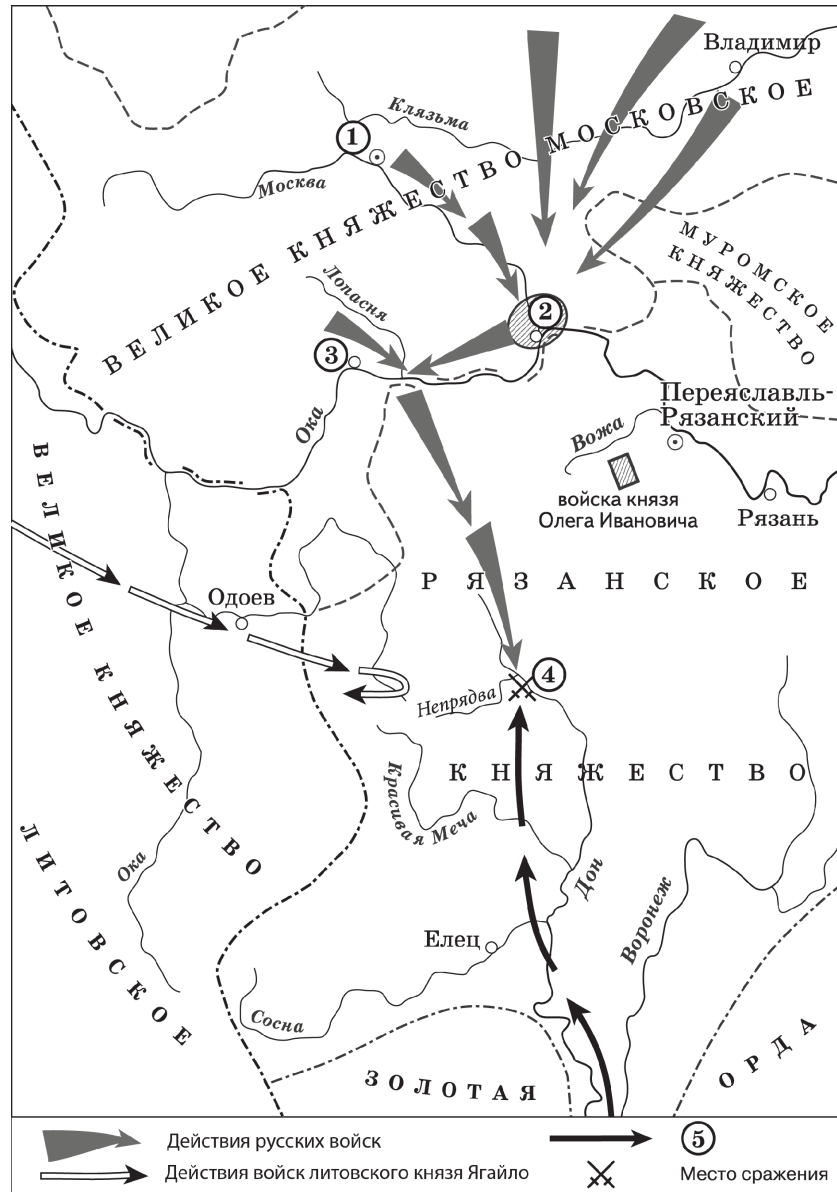 Владимир
ВЕЛИКОЕ КНЯЖЕСТВО МОСКОВСКОЕ
Клязьма
1
Москва
МУРОМСКОЕ
КНЯЖЕСТВО
Лопасня
2
3
Ока
Переяславль-
Рязанский
Вожа
войска князя
Олега Ивановича
Рязань
ВЕЛИКОЕ КНЯЖЕСТВО
ЛИТОВСКОЕ
Одоев
РЯЗАНСКОЕ
КНЯЖЕСТВО
4
Непрядва
Красивая Меча
Ока
Дон
Воронеж
Елец
Сосна
ЗОЛОТАЯ
ОРДА
Действия русских войск
5
Действия войск литовского князя Ягайло
Место сражения